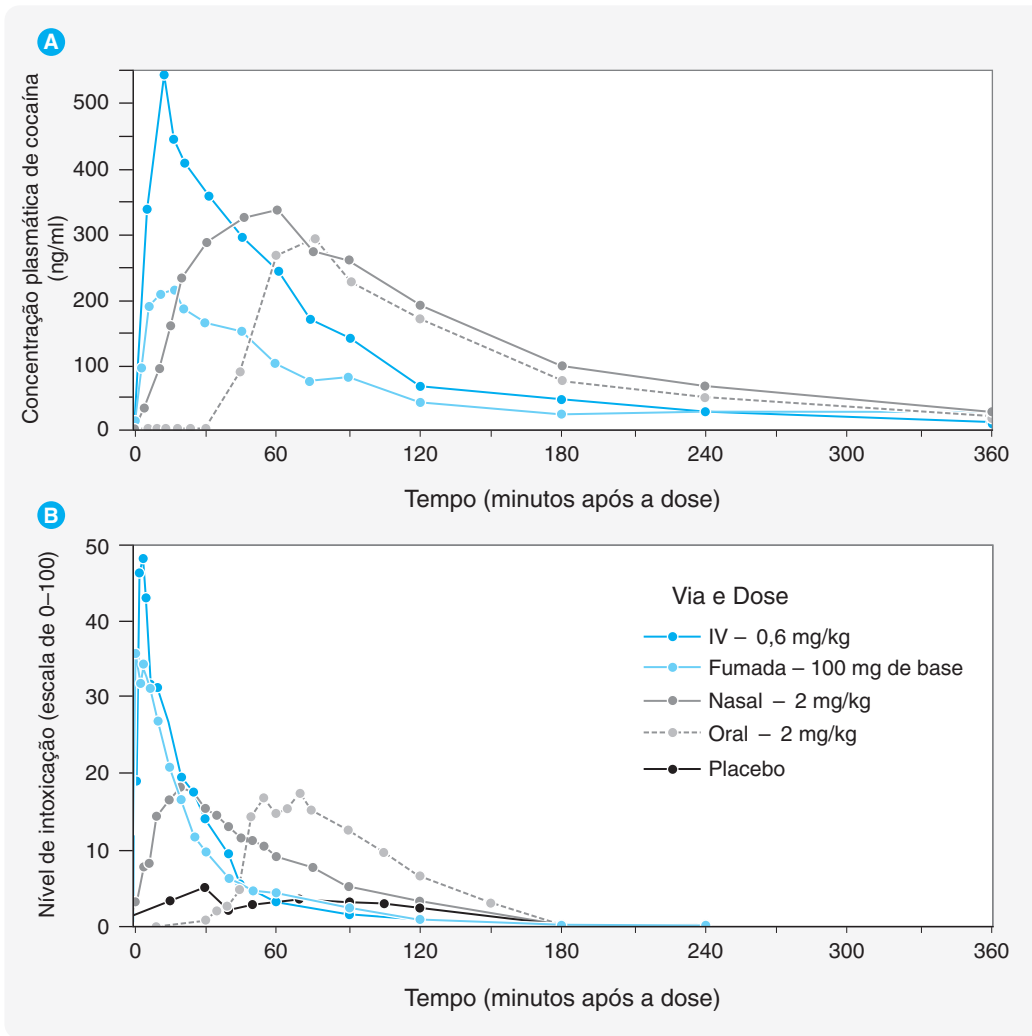 A
Concentração plasmática de cocaína
(ng/ml)
500
400
300
200
100
0
0 60 120 180 240 300 360
Tempo (minutos após a dose)
B
Nível de intoxicação (escala de 0–100)
50
40
30
20
10
0
Via e Dose
IV – 0,6 mg/kg
Fumada – 100 mg de base
Nasal – 2 mg/kg
Oral – 2 mg/kg
Placebo
0 60 120 180 240 300 360
Tempo (minutos após a dose)